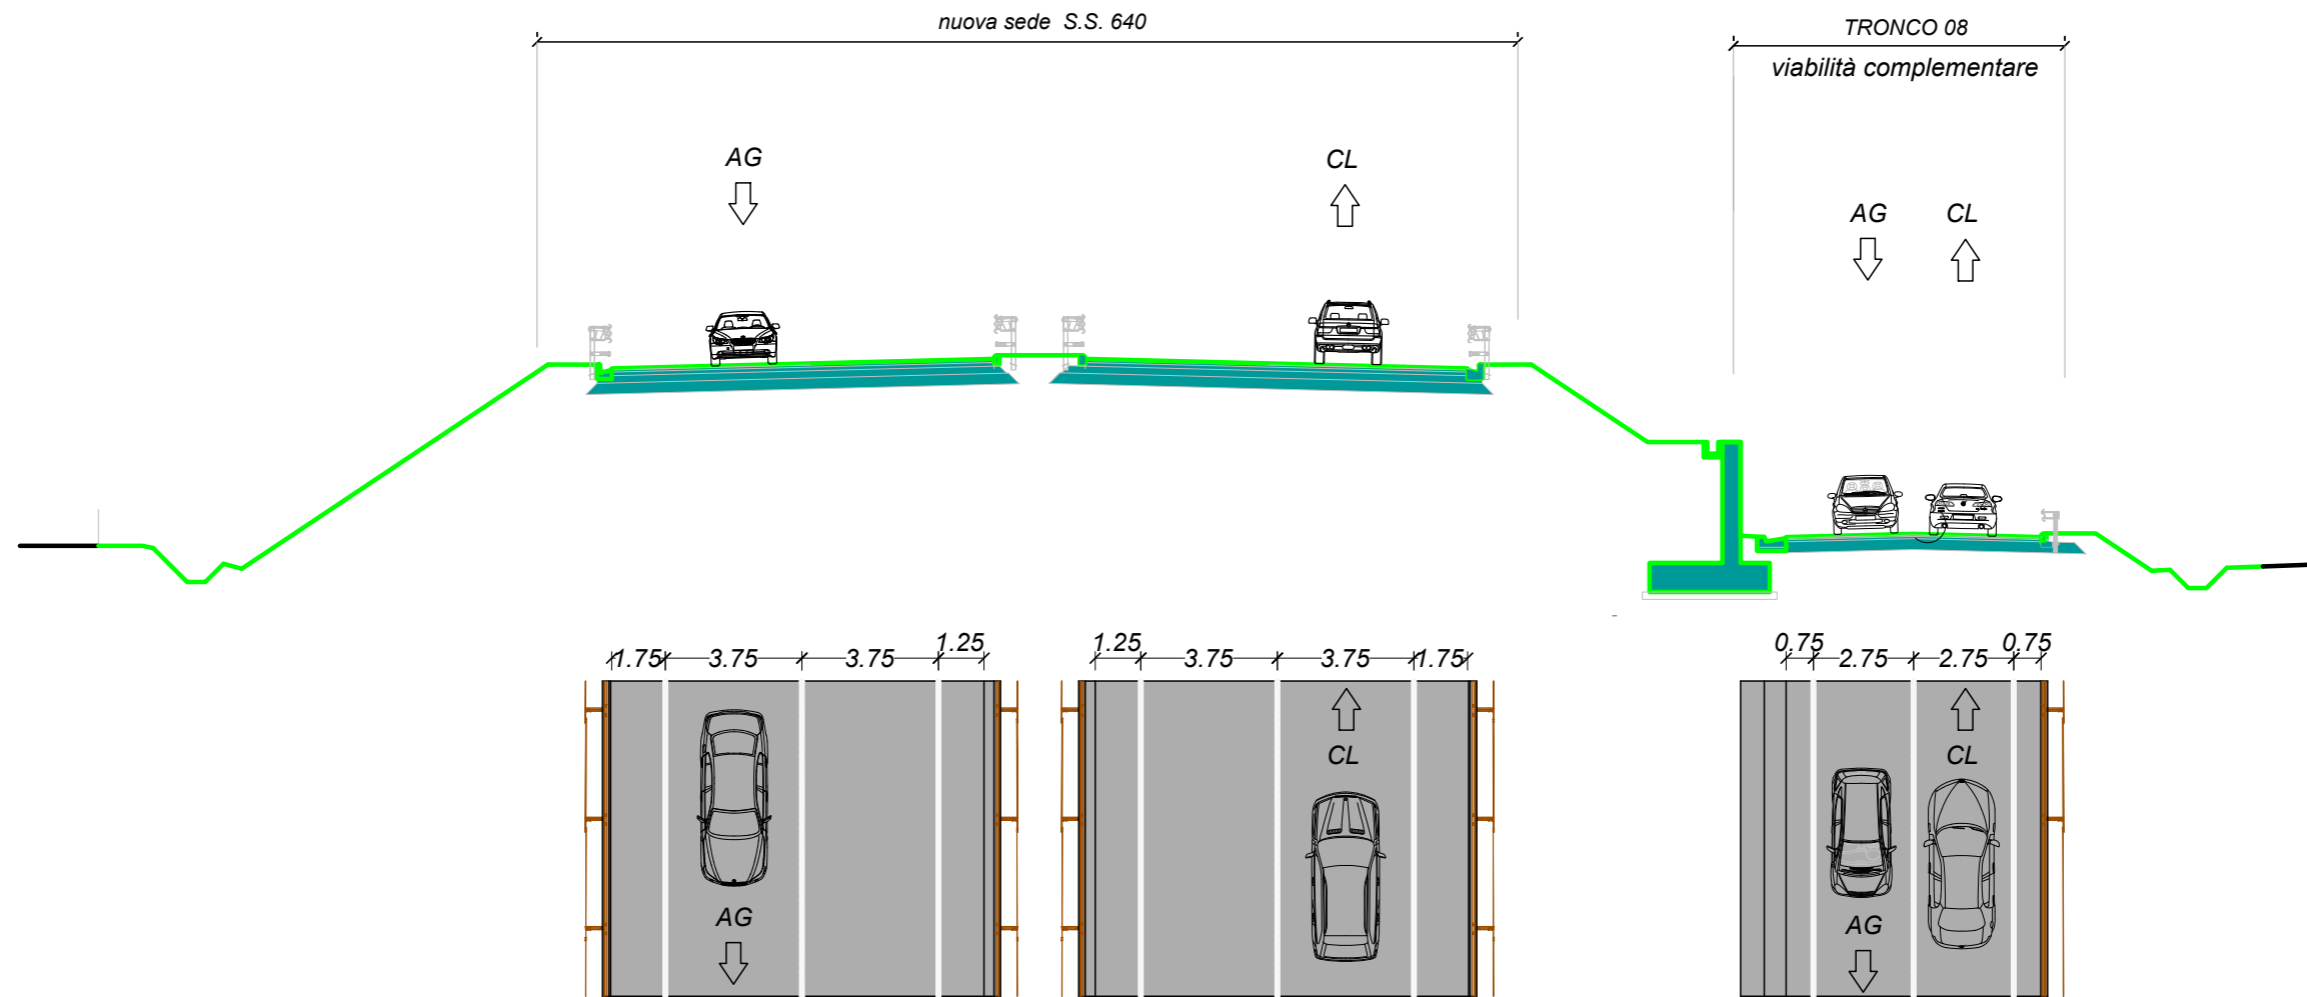 nuova sede S.S. 640
TRONCO 08
viabilità complementare
AG
CL
AG
CL
1.75
3.75
3.75
1.25
1.25
3.75
3.75
1.75
0.75
2.75
2.75
0.75
CL
CL
AG
AG